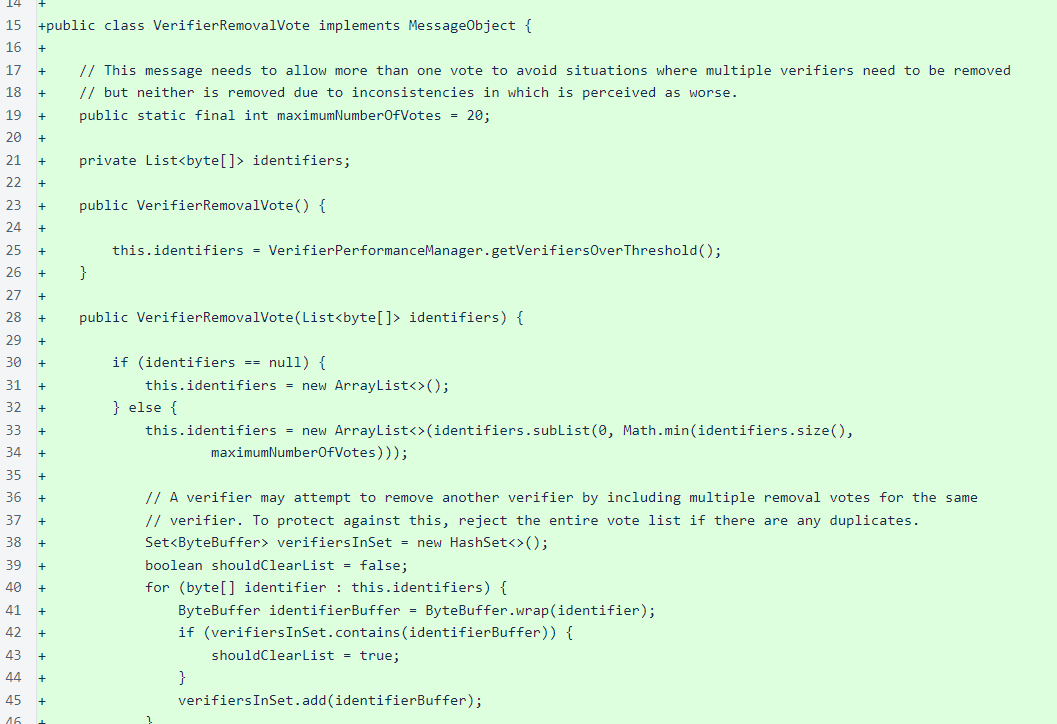 14 +
15 +public class VerifierRemovalVote implements MessageObject {
16 +
17 +    // This message needs to allow more than one vote to avoid situations where multiple verifiers need to be removed
18 +    // but neither is removed due to inconsistencies in which is perceived as worse.
19 +    public static final int maximumNumberOfVotes = 20;
20 +
21 +    private List<byte[]> identifiers;
22 +
23 +    public VerifierRemovalVote() {
24 +
25 +        this.identifiers = VerifierPerformanceManager.getVerifiersOverThreshold();
26 +    }
27 +
28 +    public VerifierRemovalVote(List<byte[]> identifiers) {
29 +
30 +        if (identifiers == null) {
31 +            this.identifiers = new ArrayList<>();
32 +        } else {
33 +            this.identifiers = new ArrayList<>(identifiers.subList(0, Math.min(identifiers.size(),
34 +                    maximumNumberOfVotes)));
35 +
36 +            // A verifier may attempt to remove another verifier by including multiple removal votes for the same
37 +            // verifier. To protect against this, reject the entire vote list if there are any duplicates.
38 +            Set<ByteBuffer> verifiersInSet = new HashSet<>();
39 +            boolean shouldClearList = false;
40 +            for (byte[] identifier : this.identifiers) {
41 +                ByteBuffer identifierBuffer = ByteBuffer.wrap(identifier);
42 +                if (verifiersInSet.contains(identifierBuffer)) {
43 +                    shouldClearList = true;
44 +                }
45 +                verifiersInSet.add(identifierBuffer);
46 +            }